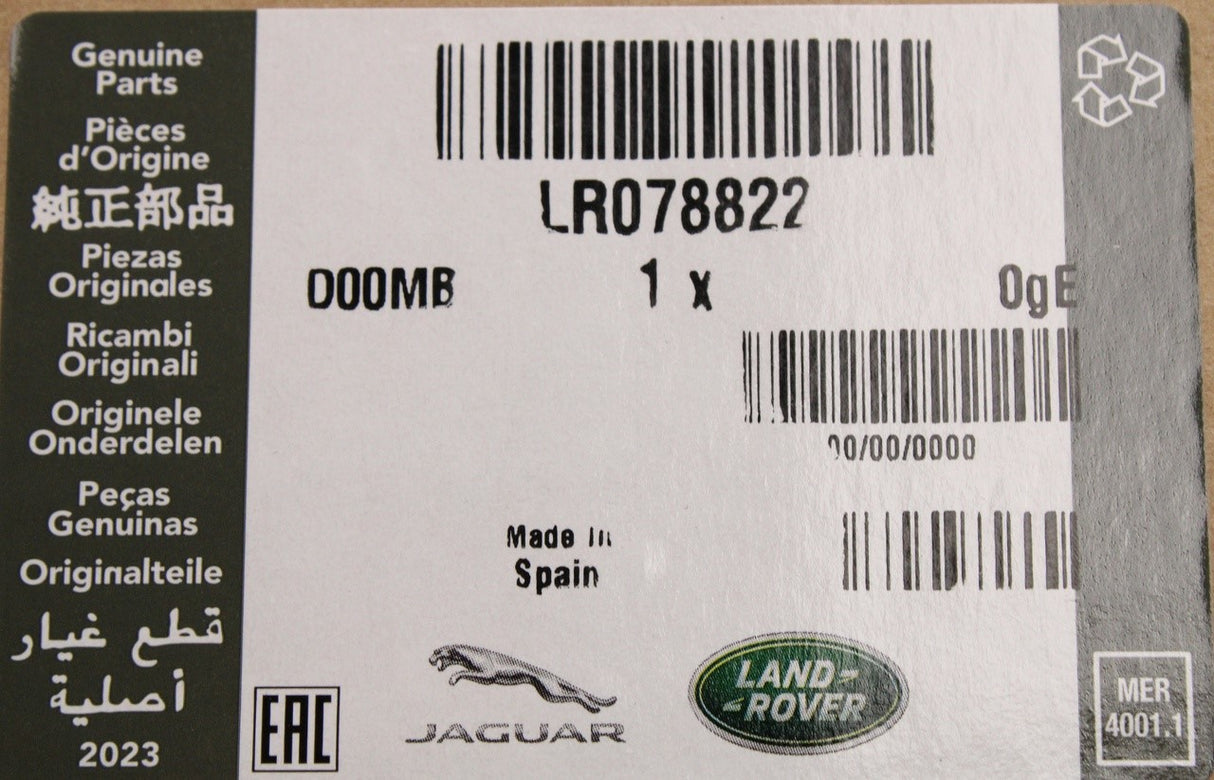 Genuine
Parts
Pièces
d'Origine
純正部品
Piezas
Originales
Ricambi
Originali
Originele
Onderdelen
Peças
Genuínas
Originalteile
قطع غيار
أصلية
2023
LR078822
D00MB 1 x 0gE
00/00/0000
Made In
Spain
EAC
JAGUAR
LAND-
-ROVER
MER
4001.1